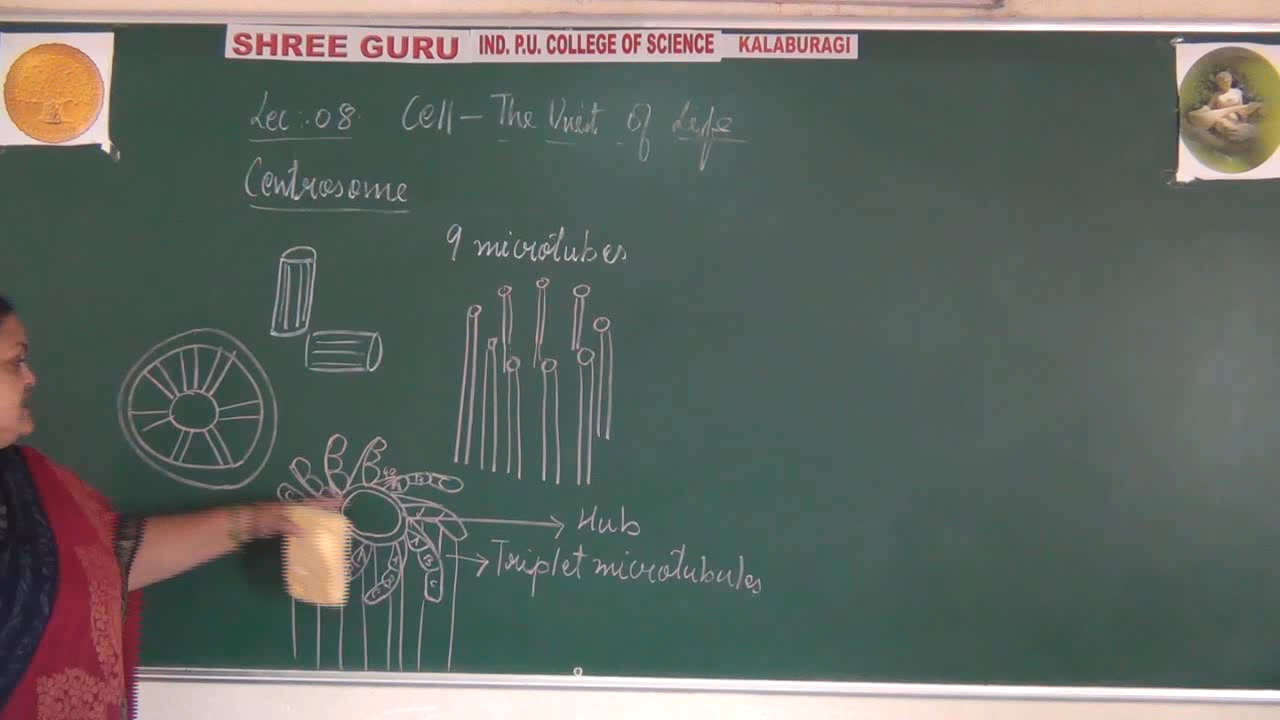 SHREE GURU IND. P.U. COLLEGE OF SCIENCE KALABURAGI
Lec:08 Cell - The Unit of Life
Centrosome
9 microtubes
C
A B C
Hub
A
B
C
Triplet microtubules